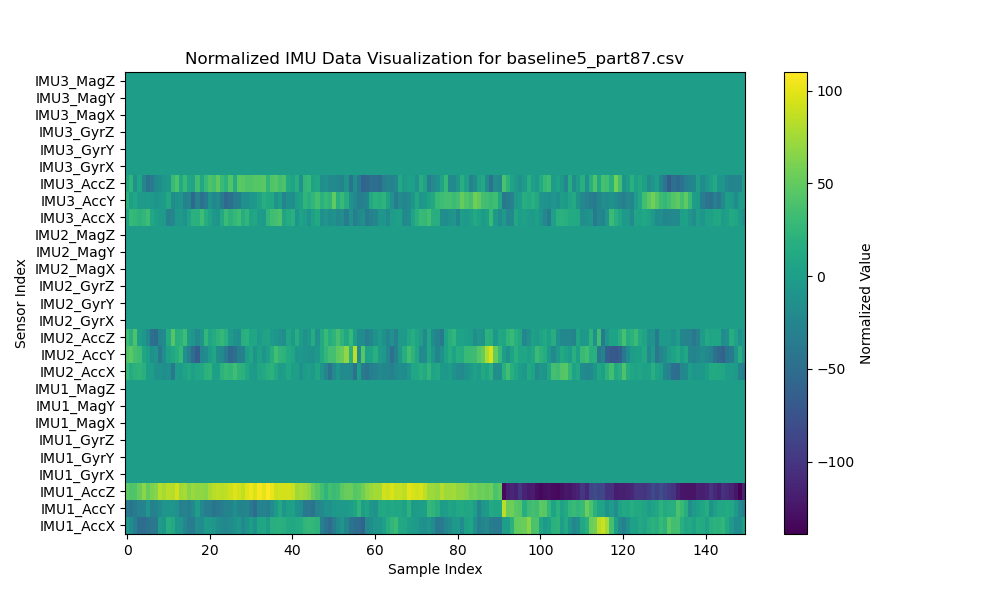 Normalized IMU Data Visualization for baseline5_part87.csv
IMU3_MagZ
IMU3_MagY
IMU3_MagX
IMU3_GyrZ
IMU3_GyrY
IMU3_GyrX
IMU3_AccZ
IMU3_AccY
IMU3_AccX
IMU2_MagZ
IMU2_MagY
IMU2_MagX
IMU2_GyrZ
IMU2_GyrY
IMU2_GyrX
IMU2_AccZ
IMU2_AccY
IMU2_AccX
IMU1_MagZ
IMU1_MagY
IMU1_MagX
IMU1_GyrZ
IMU1_GyrY
IMU1_GyrX
IMU1_AccZ
IMU1_AccY
IMU1_AccX
Sensor Index
0 20 40 60 80 100 120 140
Sample Index
100
50
0
−50
−100
Normalized Value